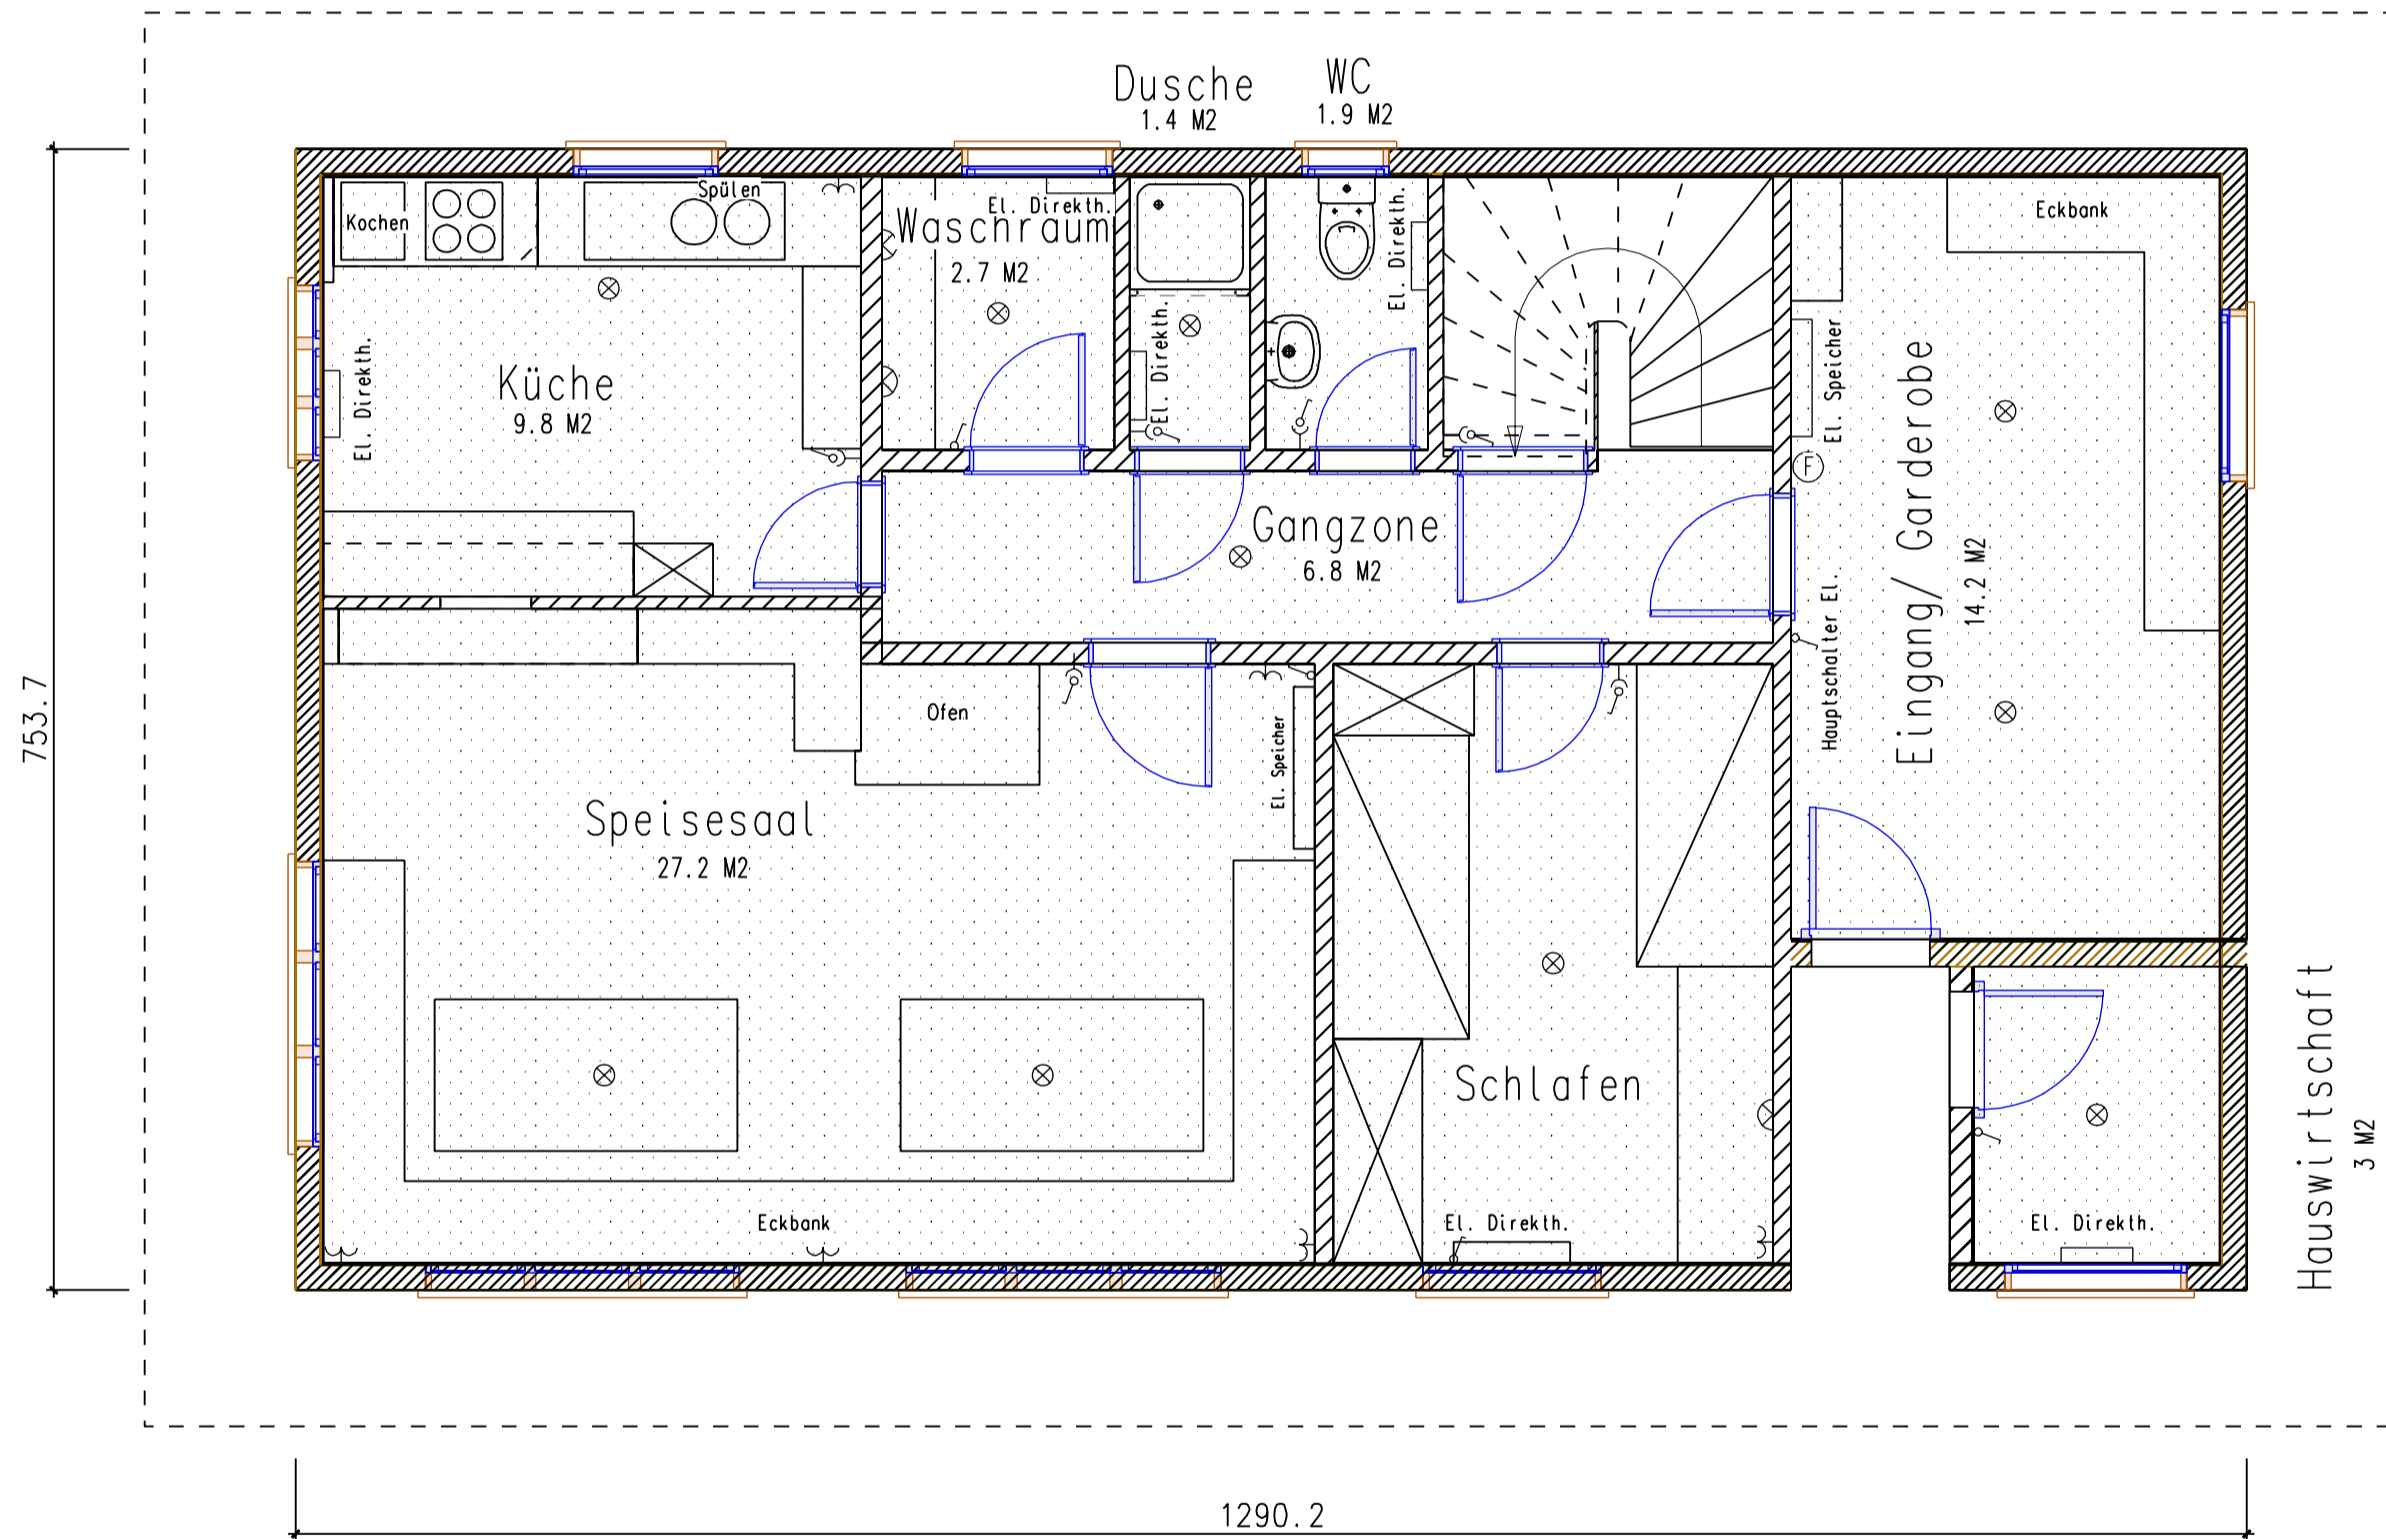 Dusche
1.4 M2
WC
1.9 M2
Kochen
Spülen
El. Direkth.
Waschraum
2.7 M2
El. Direkth.
El. Direkth.
El. Direkth.
Küche
9.8 M2
Eckbank
El. Speicher
F
Eingang/ Garderobe
14.2 M2
Hauptschalter El.
Gangzone
6.8 M2
Ofen
El. Speicher
Speisesaal
27.2 M2
Eckbank
Schlafen
El. Direkth.
El. Direkth.
Hauswirtschaft
3 M2
753.7
1290.2